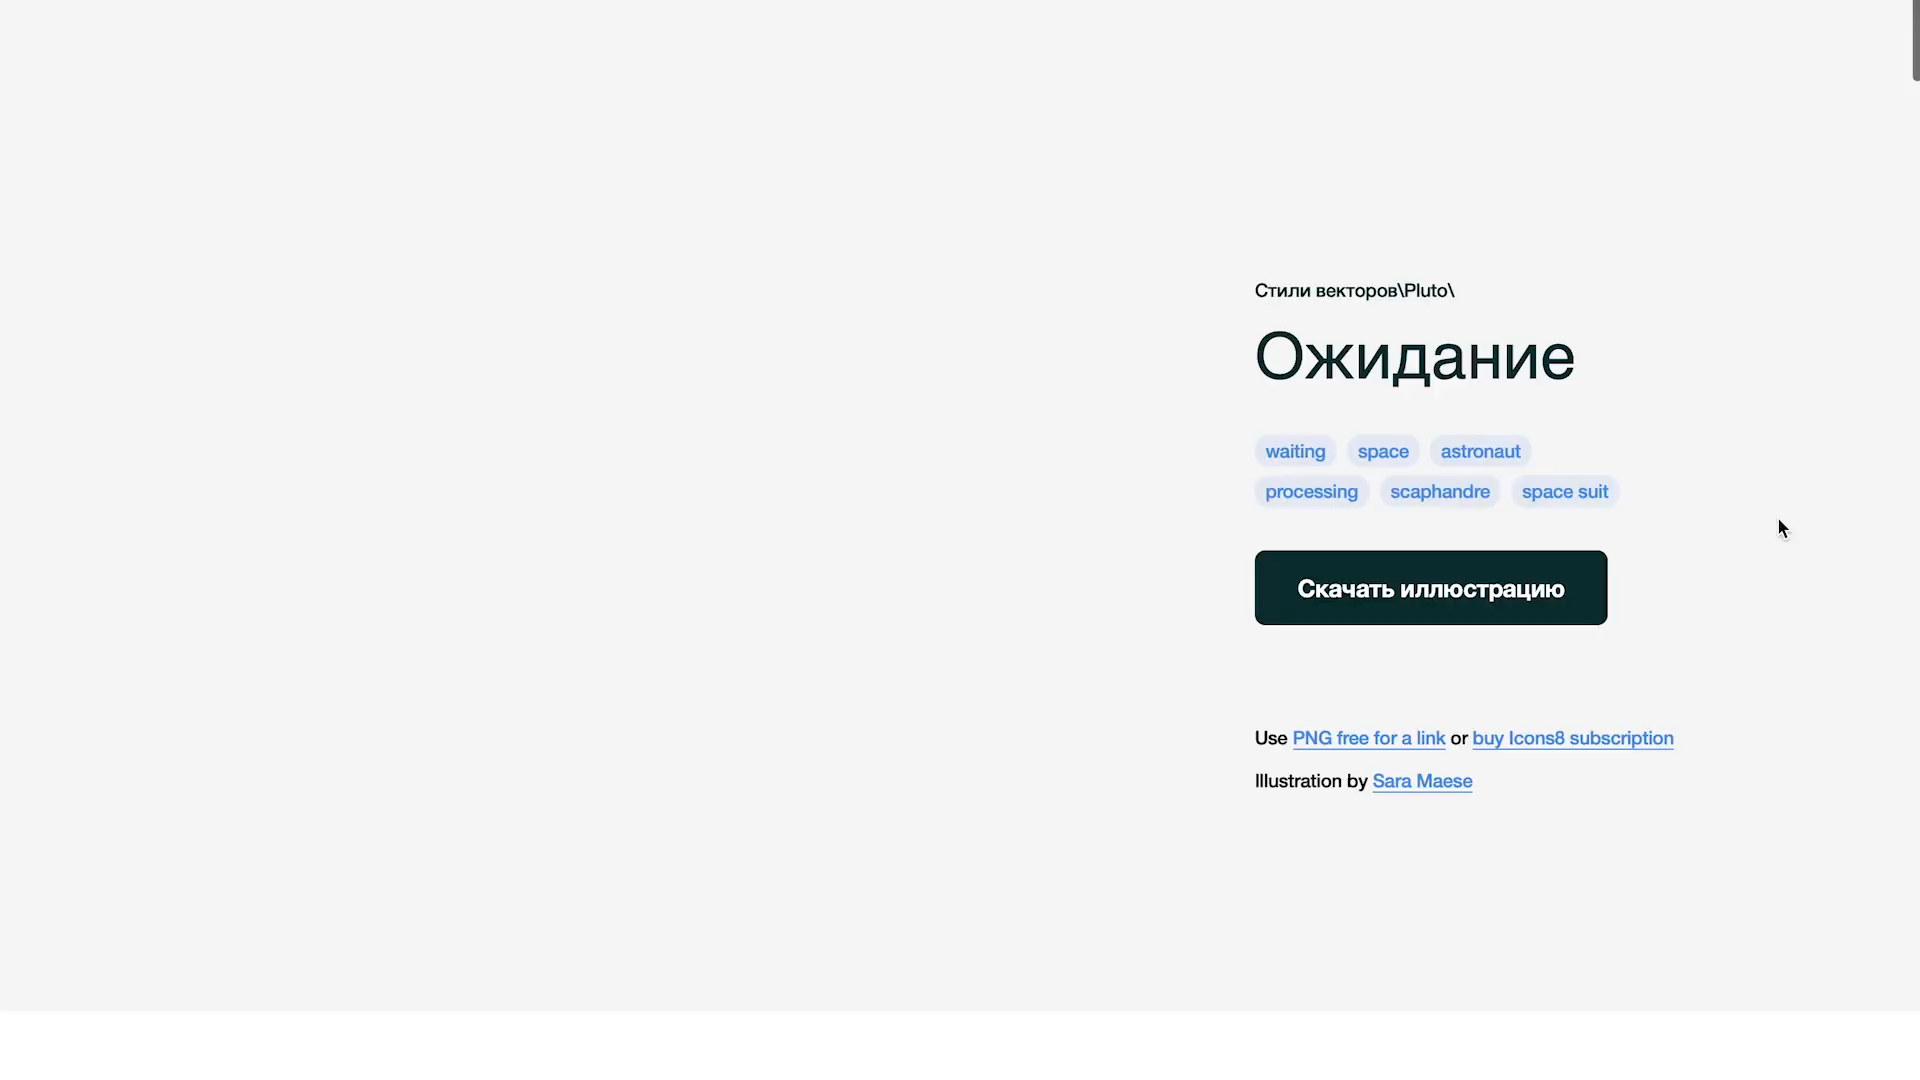 Стили векторов\Pluto\
Ожидание
waiting space astronaut
processing scaphandre space suit
Скачать иллюстрацию
Use PNG free for a link or buy Icons8 subscription
Illustration by Sara Maese